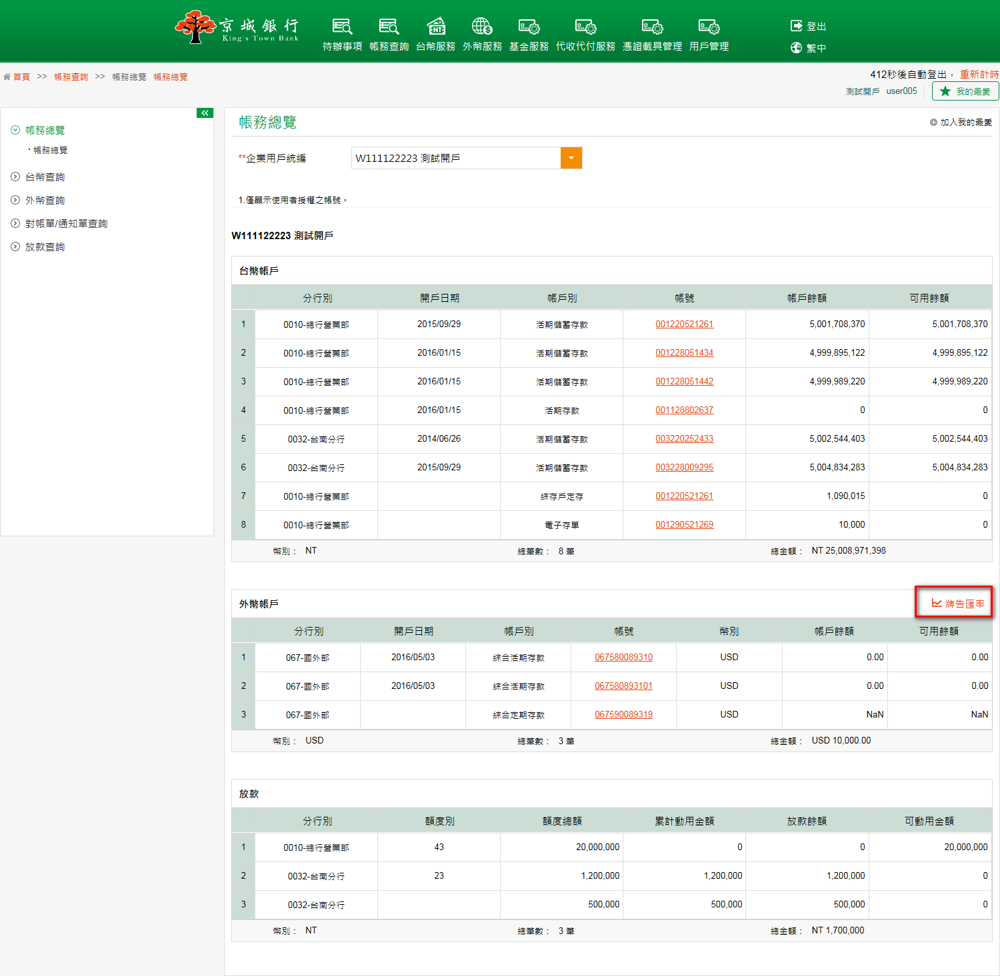 京城銀行
King's Town Bank
待辦事項 帳務查詢 台幣服務 外幣服務 基金服務 代收代付服務 憑證載具管理 用戶管理
登出
繁中
首頁 >> 帳務查詢 >> 帳務總覽 帳務總覽
412秒後自動登出， 重新計時
測試開戶 user005 我的最愛
帳務總覽
‧帳務總覽
台幣查詢
外幣查詢
對帳單/通知單查詢
放款查詢
帳務總覽
加入我的最愛
**企業用戶統編 W111122223 測試開戶
1.僅顯示使用者授權之帳號。
W111122223 測試開戶
台幣帳戶
分行別 開戶日期 帳戶別 帳號 帳戶餘額 可用餘額
1 0010-總行營業部 2015/09/29 活期儲蓄存款 001220521261 5,001,708,370 5,001,708,370
2 0010-總行營業部 2016/01/15 活期儲蓄存款 001228051434 4,999,895,122 4,999,895,122
3 0010-總行營業部 2016/01/15 活期儲蓄存款 001228051442 4,999,989,220 4,999,989,220
4 0010-總行營業部 2016/01/15 活期存款 001128802637 0 0
5 0032-台南分行 2014/06/26 活期儲蓄存款 003220252433 5,002,544,403 5,002,544,403
6 0032-台南分行 2015/09/29 活期儲蓄存款 003228009295 5,004,834,283 5,004,834,283
7 0010-總行營業部 綜存戶定存 001220521261 1,090,015 0
8 0010-總行營業部 電子存單 001290521269 10,000 0
幣別： NT 總筆數： 8 筆 總金額： NT 25,008,971,398
外幣帳戶
牌告匯率
分行別 開戶日期 帳戶別 帳號 幣別 帳戶餘額 可用餘額
1 067-國外部 2016/05/03 綜合活期存款 067580089310 USD 0.00 0.00
2 067-國外部 2016/05/03 綜合活期存款 067580893101 USD 0.00 0.00
3 067-國外部 綜合定期存款 067590089319 USD NaN NaN
幣別： USD 總筆數： 3 筆 總金額： USD 10,000.00
放款
分行別 額度別 額度總額 累計動用金額 放款餘額 可動用金額
1 0010-總行營業部 43 20,000,000 0 0 20,000,000
2 0032-台南分行 23 1,200,000 1,200,000 1,200,000 0
3 0032-台南分行 500,000 500,000 500,000 0
幣別： NT 總筆數： 3 筆 總金額： NT 1,700,000